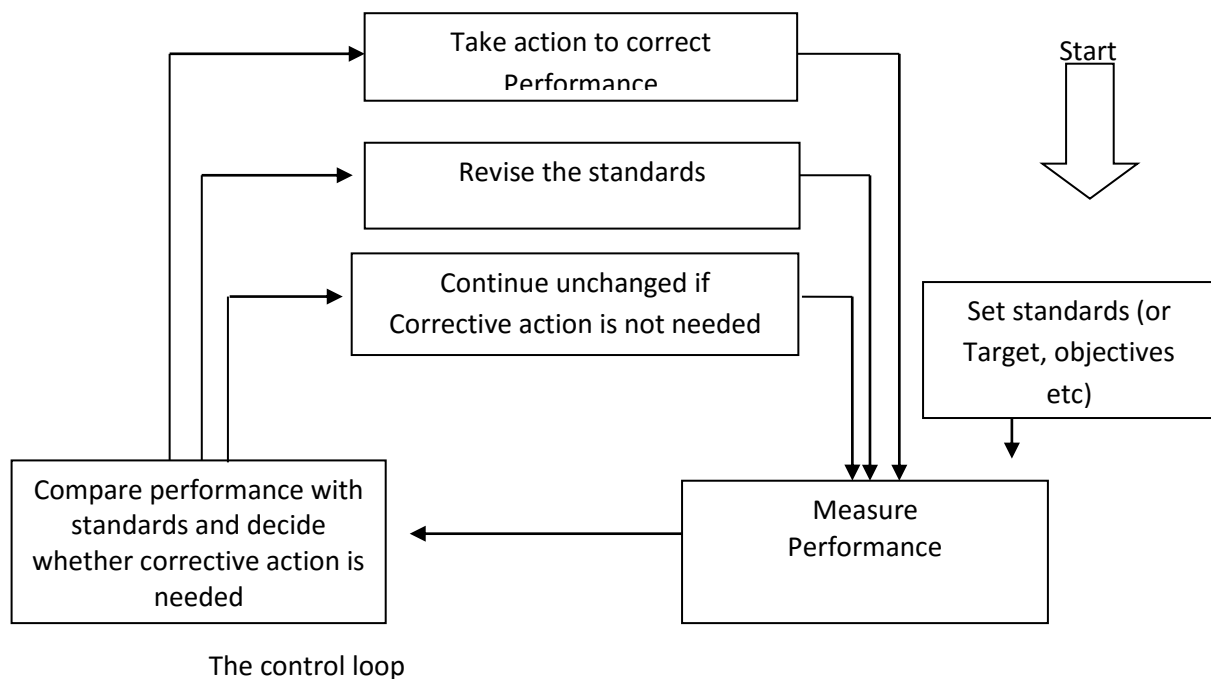 Take action to correct
Performance
Start
Revise the standards
Continue unchanged if
Corrective action is not needed
Set standards (or
Target, objectives
etc)
Compare performance with
standards and decide
whether corrective action is
needed
Measure
Performance
The control loop